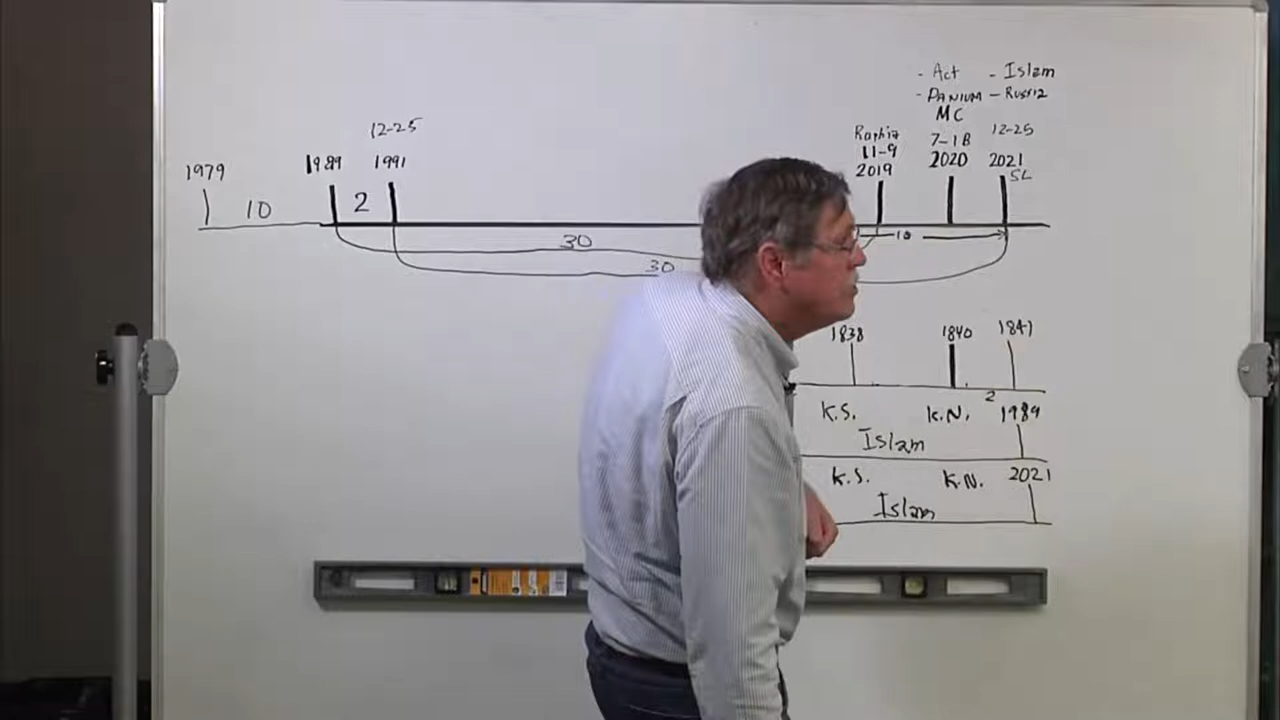 - Act - Islam
- PANIUM - Russia
MC
12-25 Raphia 7-18 12-25
1979 1989 1991 11-9 2020 2021
2019 SL
10 2
30 10
30
1838 1840 1841
2
K.S. K.N. 1989
Islam
K.S. K.N. 2021
Islam